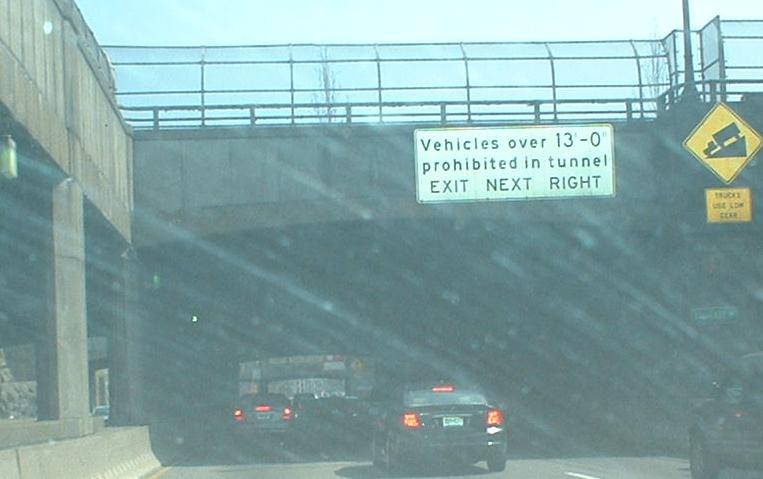 Vehicles over 13'-0"
prohibited in tunnel
EXIT NEXT RIGHT
TRUCKS
USE LOW
GEAR